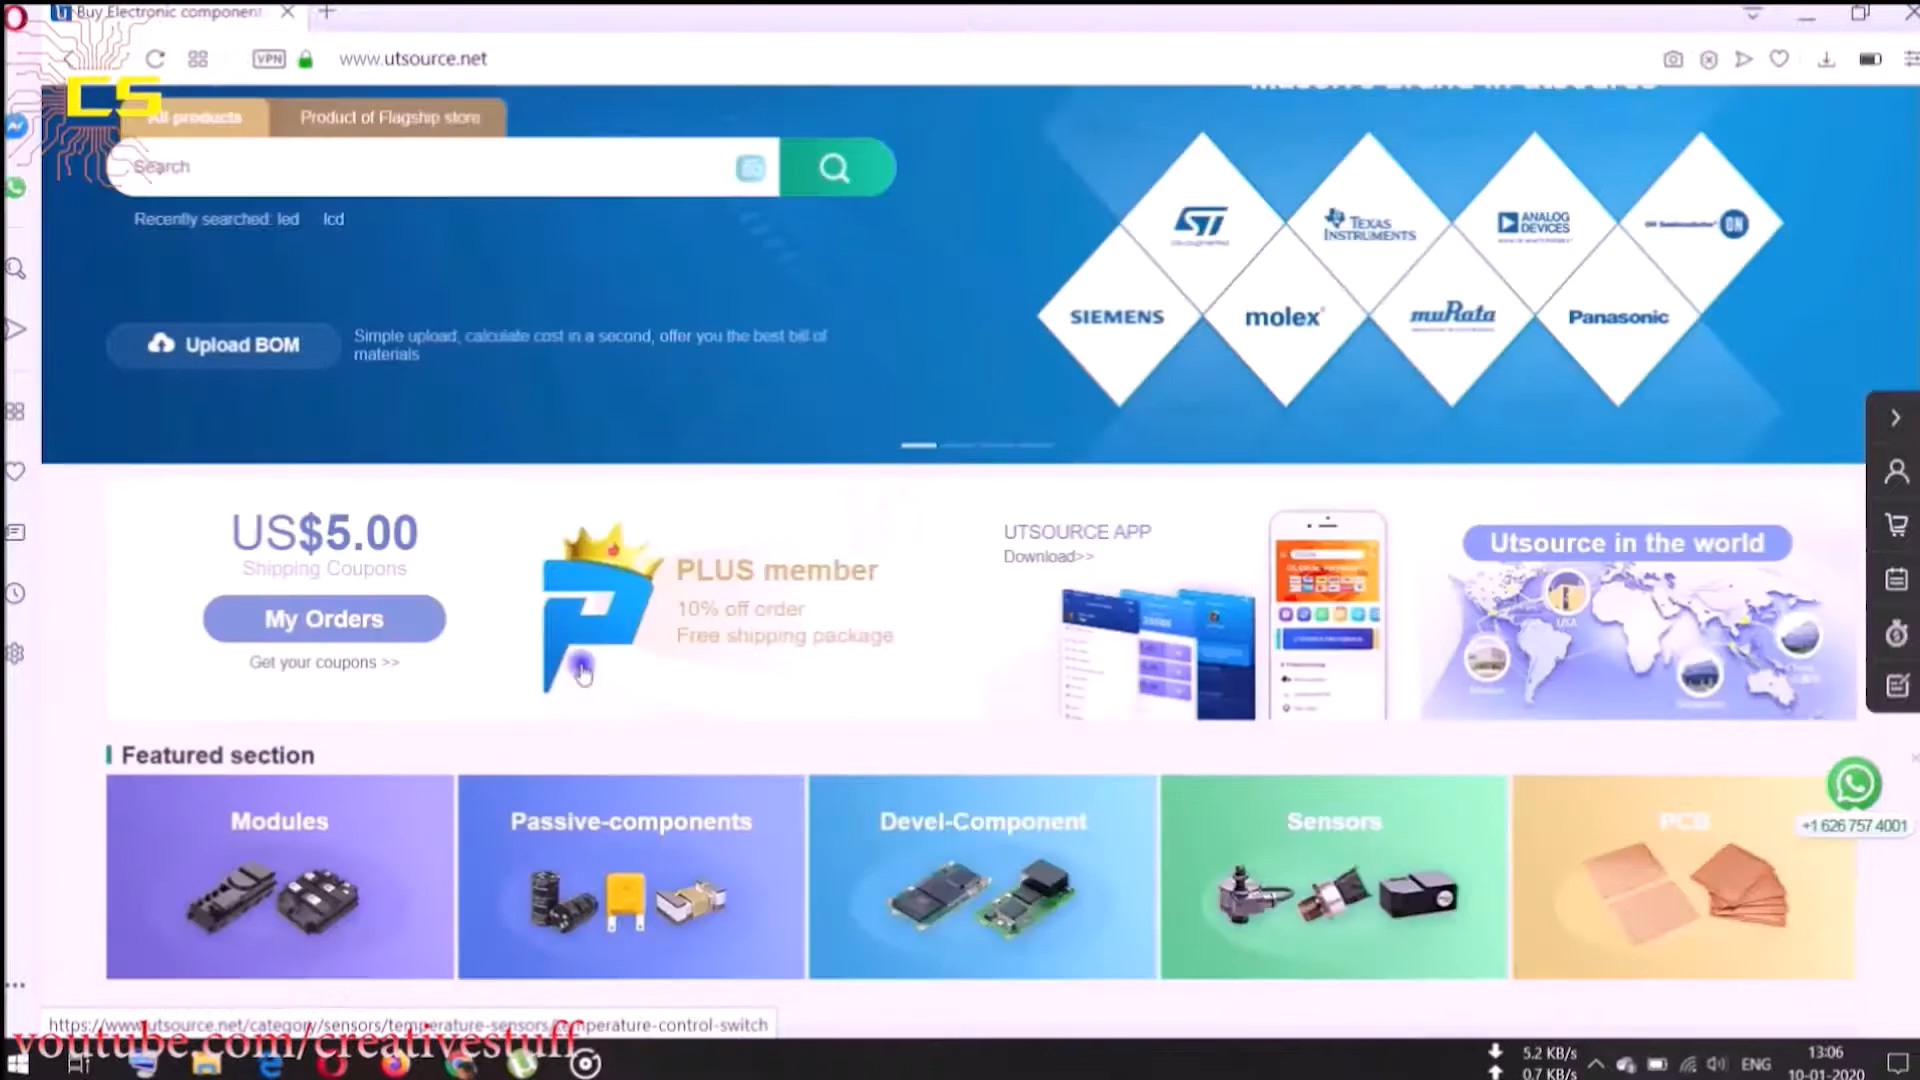 Buy Electronic component
VPN
www.utsource.net
CS
All products
Product of Flagship store
Search
Recently searched: led lcd
Upload BOM
Simple upload, calculate cost in a second, offer you the best bill of
materials
ST
TEXAS
INSTRUMENTS
ANALOG
DEVICES
ON Semiconductor
ON
SIEMENS
molex
muRata
Panasonic
US$5.00
Shipping Coupons
My Orders
Get your coupons >>
PLUS member
10% off order
Free shipping package
UTSOURCE APP
Download>>
Utsource in the world
USA
Featured section
Modules
Passive-components
Devel-Component
Sensors
PCB
+1 626 757 4001
https://www.utsource.net/category/sensors/temperature-sensors/temperature-control-switch
youtube.com/creativestuff
5.2 KB/s
0.7 KB/s
ENG
13:06
10-01-2020